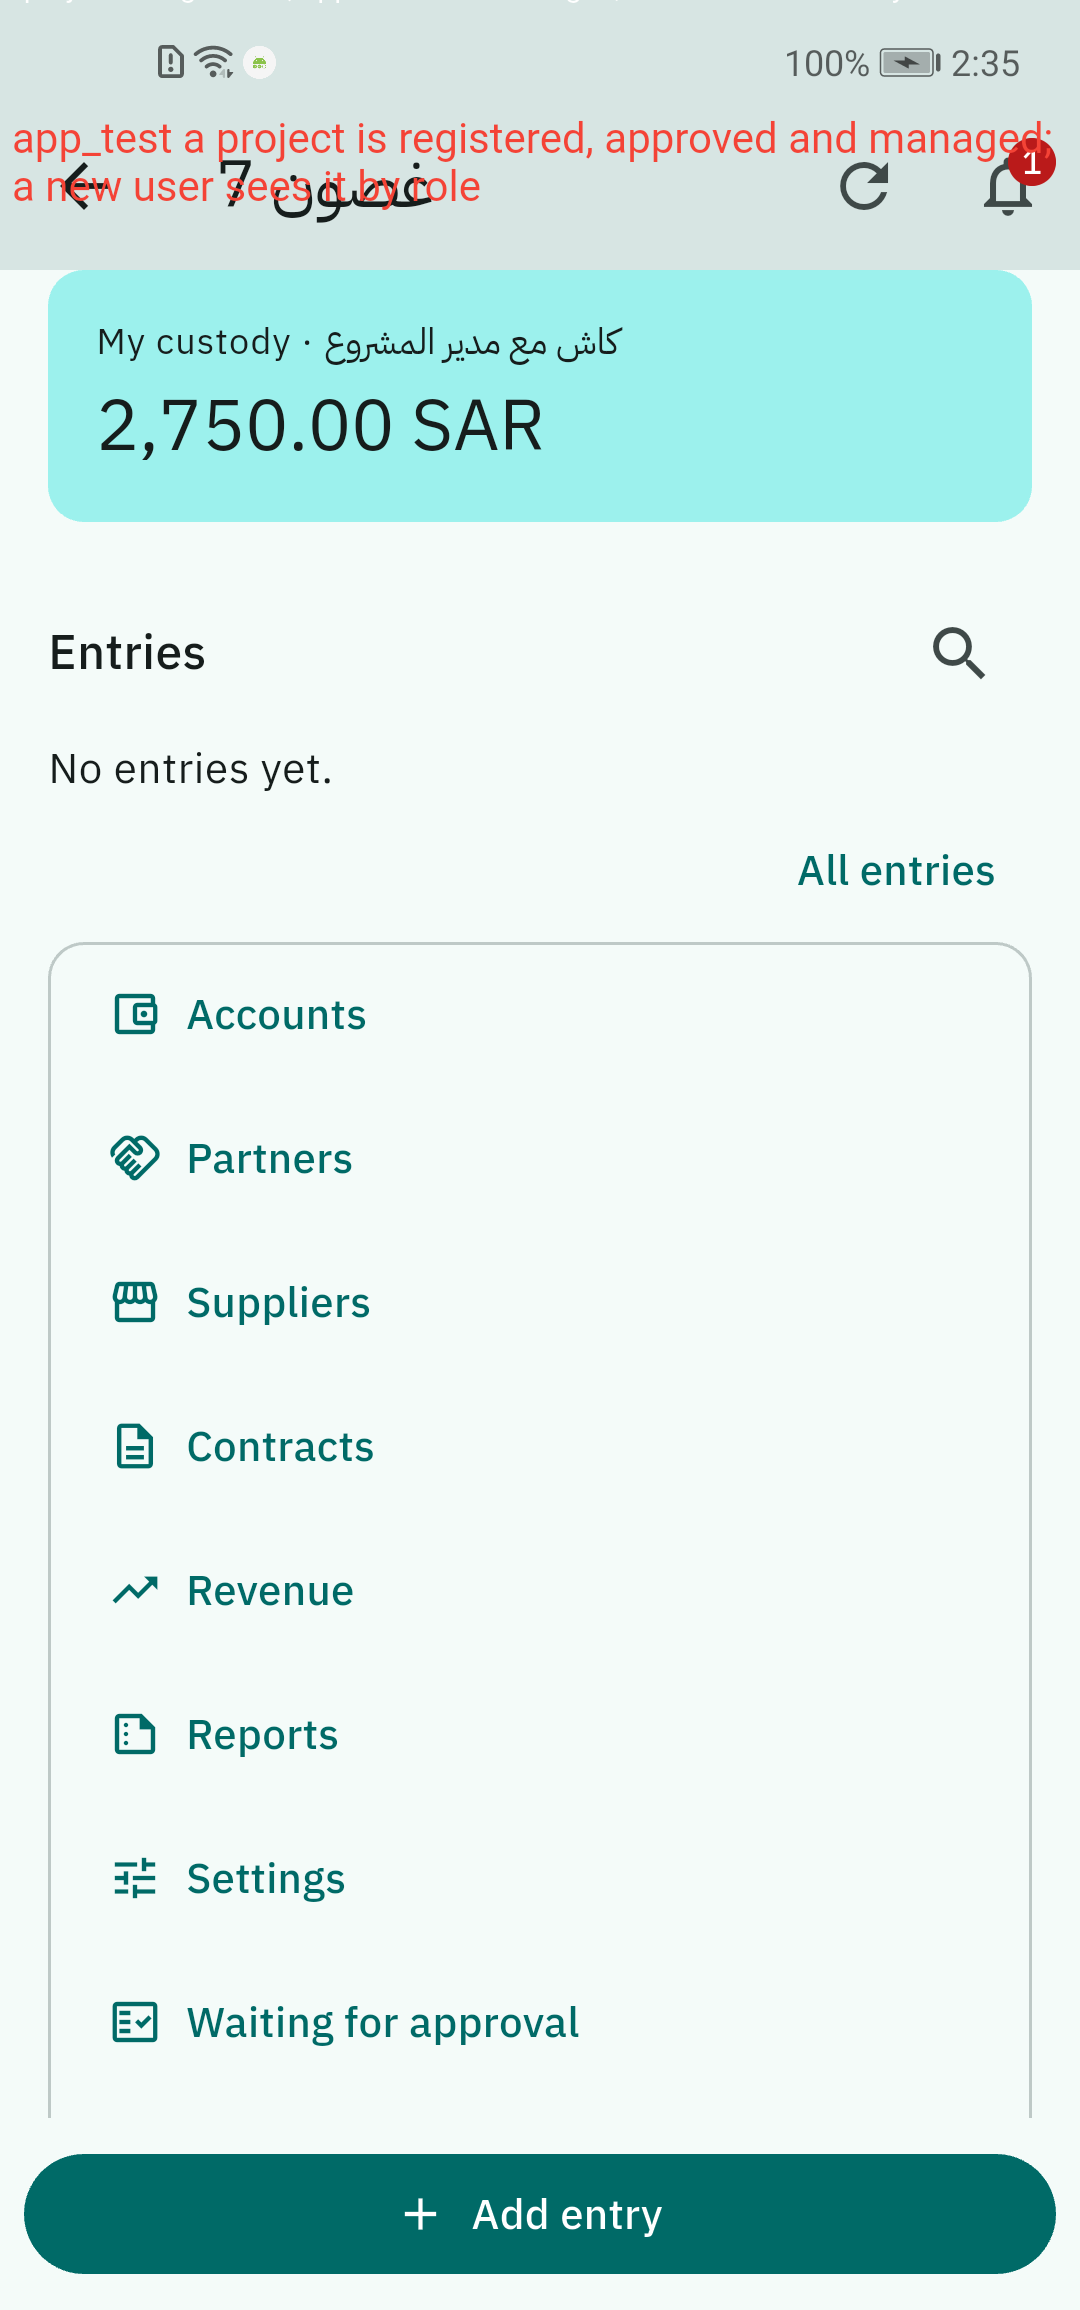 100% 2:35
app_test a project is registered, approved and managed;
a new user sees it by role
غصون 7
1
My custody · كاش مع مدير المشروع
2,750.00 SAR
Entries
No entries yet.
All entries
Accounts
Partners
Suppliers
Contracts
Revenue
Reports
Settings
Waiting for approval
+ Add entry